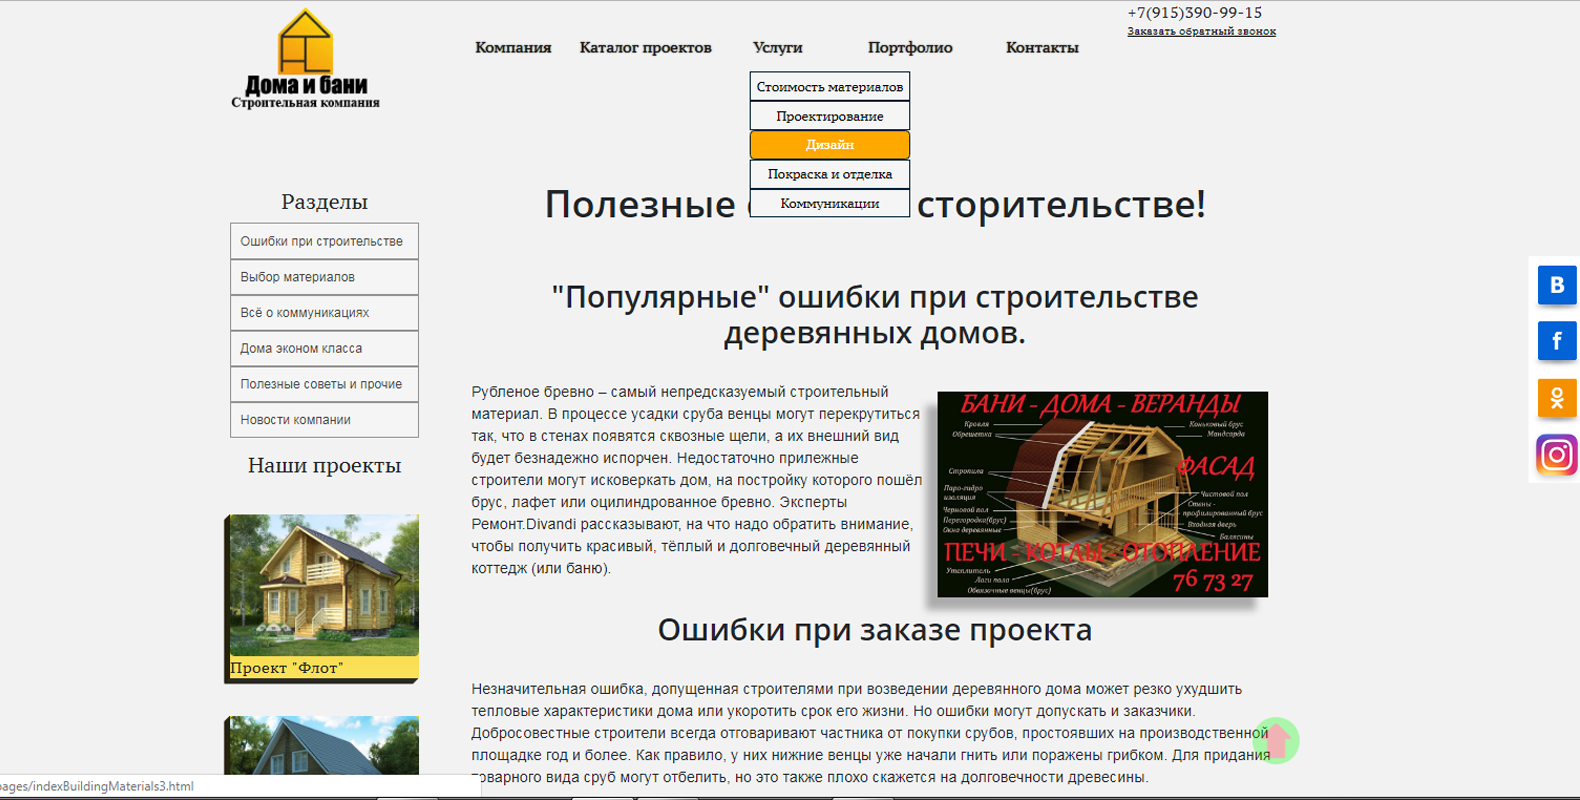 +7(915)390-99-15
Заказать обратный звонок
Компания Каталог проектов Услуги Портфолио Контакты
Дома и бани
Строительная компания
Стоимость материалов
Проектирование
Дизайн
Покраска и отделка
Коммуникации
Разделы
Ошибки при строительстве
Выбор материалов
Всё о коммуникациях
Дома эконом класса
Полезные советы и прочие
Новости компании
Наши проекты
Проект "Флот"
Полезные сторительстве!
"Популярные" ошибки при строительстве
деревянных домов.
Рубленое бревно – самый непредсказуемый строительный
материал. В процессе усадки сруба венцы могут перекрутиться
так, что в стенах появятся сквозные щели, а их внешний вид
будет безнадежно испорчен. Недостаточно прилежные
строители могут исковеркать дом, на постройку которого пошёл
брус, лафет или оцилиндрованное бревно. Эксперты
Ремонт.Divandi рассказывают, на что надо обратить внимание,
чтобы получить красивый, тёплый и долговечный деревянный
коттедж (или баню).
БАНИ - ДОМА - ВЕРАНДЫ
Кровля
Обрешетка
Коньковый брус
Мансарда
ФАСАД
Стропила
Паро-гидро
изоляция
Черновой пол
Перегородка(брус)
Окна деревянные
Чистовой пол
Стены -
профилированный брус
Входная дверь
Балясины
ПЕЧИ - КОТЛЫ - ОТОПЛЕНИЕ
Утеплитель
Лаги пола
Обвязочные венцы(брус)
76 73 27
Ошибки при заказе проекта
Незначительная ошибка, допущенная строителями при возведении деревянного дома может резко ухудшить
тепловые характеристики дома или укоротить срок его жизни. Но ошибки могут допускать и заказчики.
Добросовестные строители всегда отговаривают частника от покупки срубов, простоявших на производственной
площадке год и более. Как правило, у них нижние венцы уже начали гнить или поражены грибком. Для придания
товарного вида сруб могут отбелить, но это также плохо скажется на долговечности древесины.
pages/indexBuildingMaterials3.html
В
f